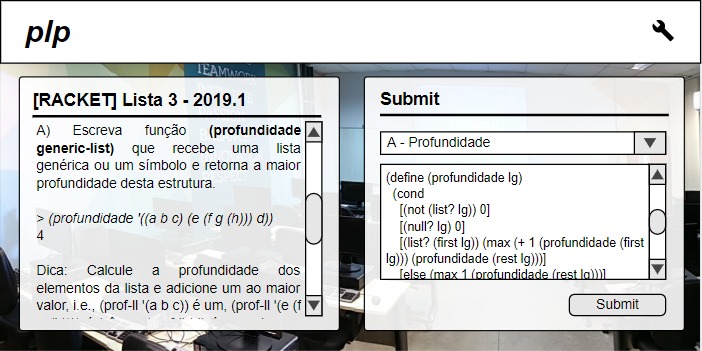 plp
TEAMWORK
[RACKET] Lista 3 - 2019.1
A) Escreva função (profundidade
generic-list) que recebe uma lista
genérica ou um símbolo e retorna a maior
profundidade desta estrutura.
> (profundidade '((a b c) (e (f g (h))) d))
4
Dica: Calcule a profundidade dos
elementos da lista e adicione um ao maior
valor, i.e., (prof-ll '(a b c)) é um, (prof-ll '(e (f
Submit
A - Profundidade
(define (profundidade lg)
(cond
[(not (list? lg)) 0]
[(null? lg) 0]
[(list? (first lg)) (max (+ 1 (profundidade (first
lg))) (profundidade (rest lg)))]
[else (max 1 (profundidade (rest lg)))]
Submit